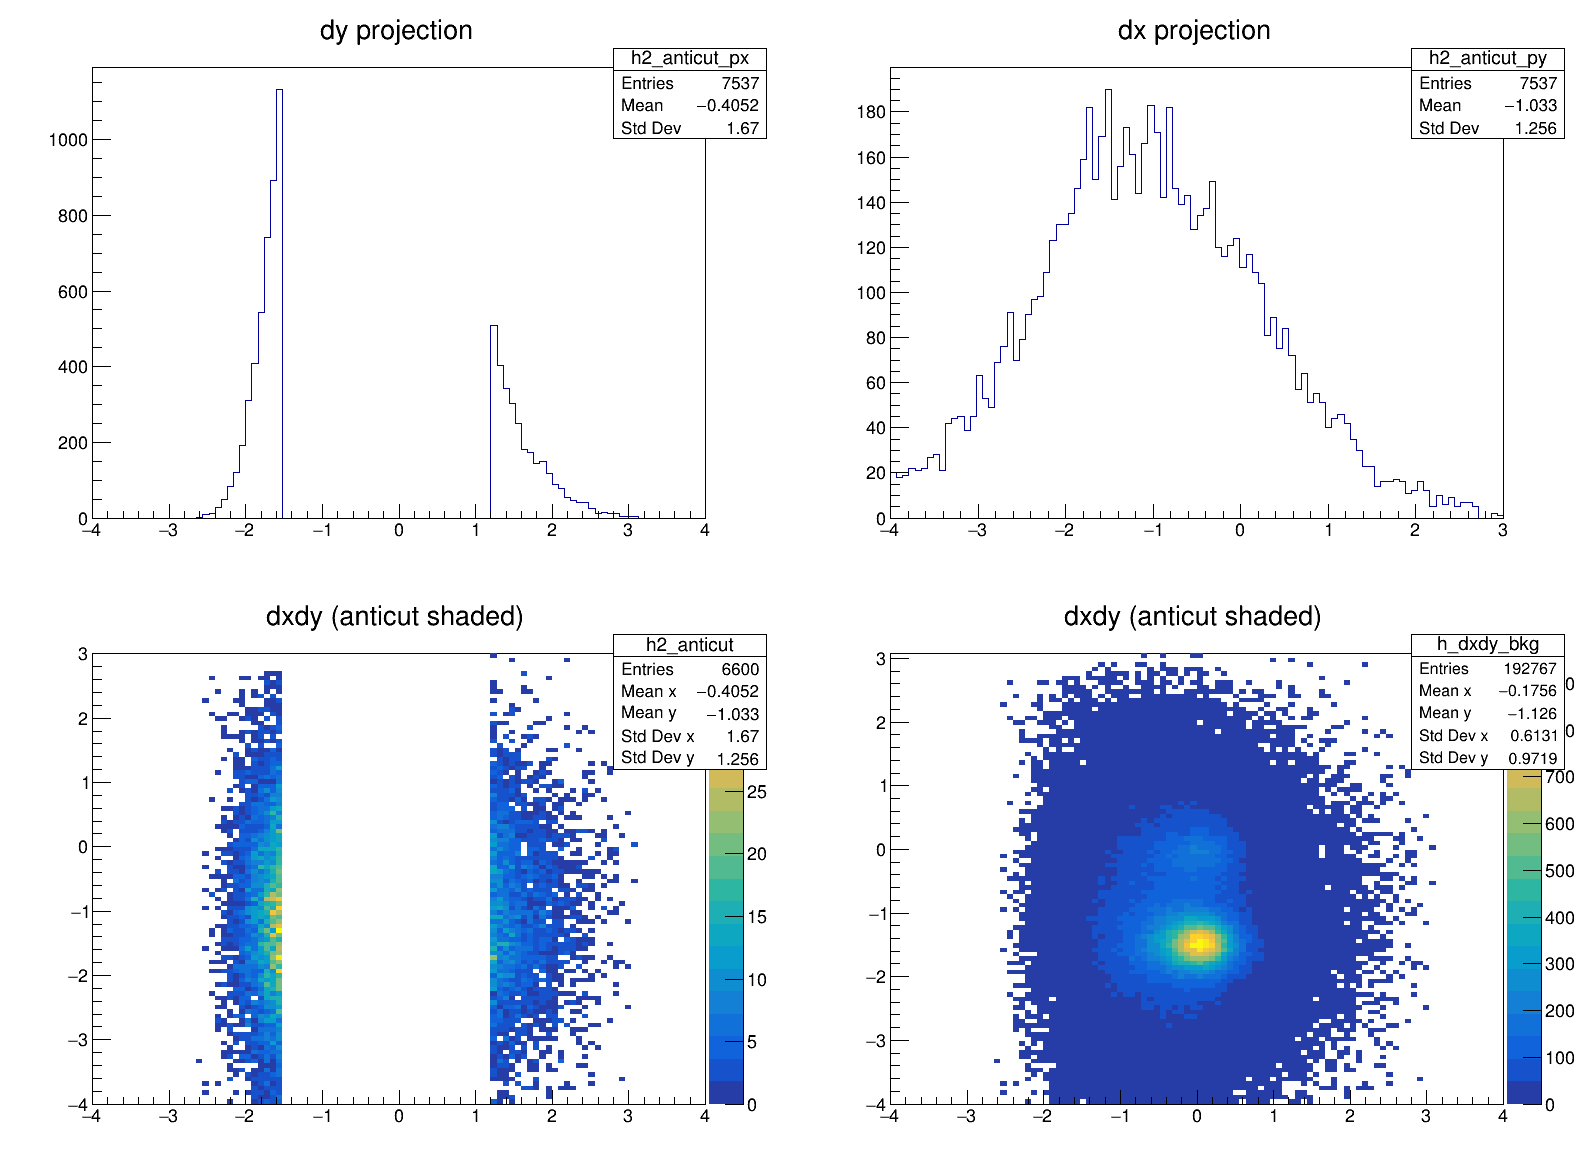 dy projection
h2_anticut_px
Entries 7537
Mean −0.4052
Std Dev 1.67
1000
800
600
400
200
0
−4 −3 −2 −1 0 1 2 3 4
dx projection
h2_anticut_py
Entries 7537
Mean −1.033
Std Dev 1.256
180
160
140
120
100
80
60
40
20
0
−4 −3 −2 −1 0 1 2 3
dxdy (anticut shaded)
h2_anticut
Entries 6600
Mean x −0.4052
Mean y −1.033
Std Dev x 1.67
Std Dev y 1.256
3
2
1
0
−1
−2
−3
−4
−4 −3 −2 −1 0 1 2 3 4
25
20
15
10
5
0
dxdy (anticut shaded)
h_dxdy_bkg
Entries 192767
Mean x −0.1756
Mean y −1.126
Std Dev x 0.6131
Std Dev y 0.9719
3
2
1
0
−1
−2
−3
−4
−4 −3 −2 −1 0 1 2 3 4
0
0
700
600
500
400
300
200
100
0